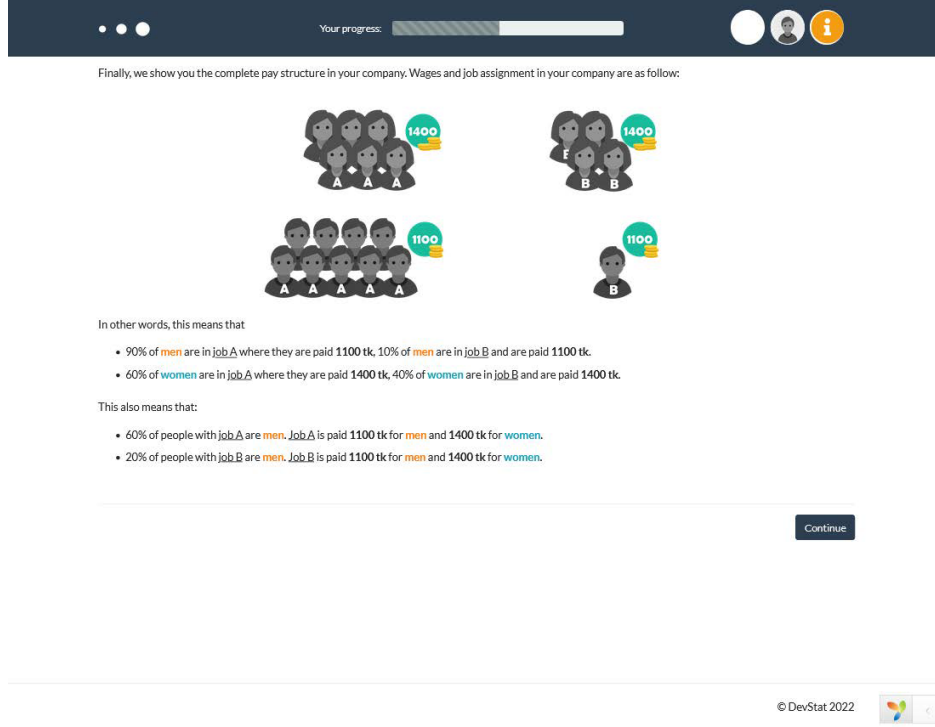 Your progress:
Finally, we show you the complete pay structure in your company. Wages and job assignment in your company are as follow:
1400 1400
B
A A A B B
1100 1100
A A A A A B
In other words, this means that
• 90% of men are in job A where they are paid 1100 tk, 10% of men are in job B and are paid 1100 tk.
• 60% of women are in job A where they are paid 1400 tk, 40% of women are in job B and are paid 1400 tk.
This also means that:
• 60% of people with job A are men. Job A is paid 1100 tk for men and 1400 tk for women.
• 20% of people with job B are men. Job B is paid 1100 tk for men and 1400 tk for women.
Continue
© DevStat 2022